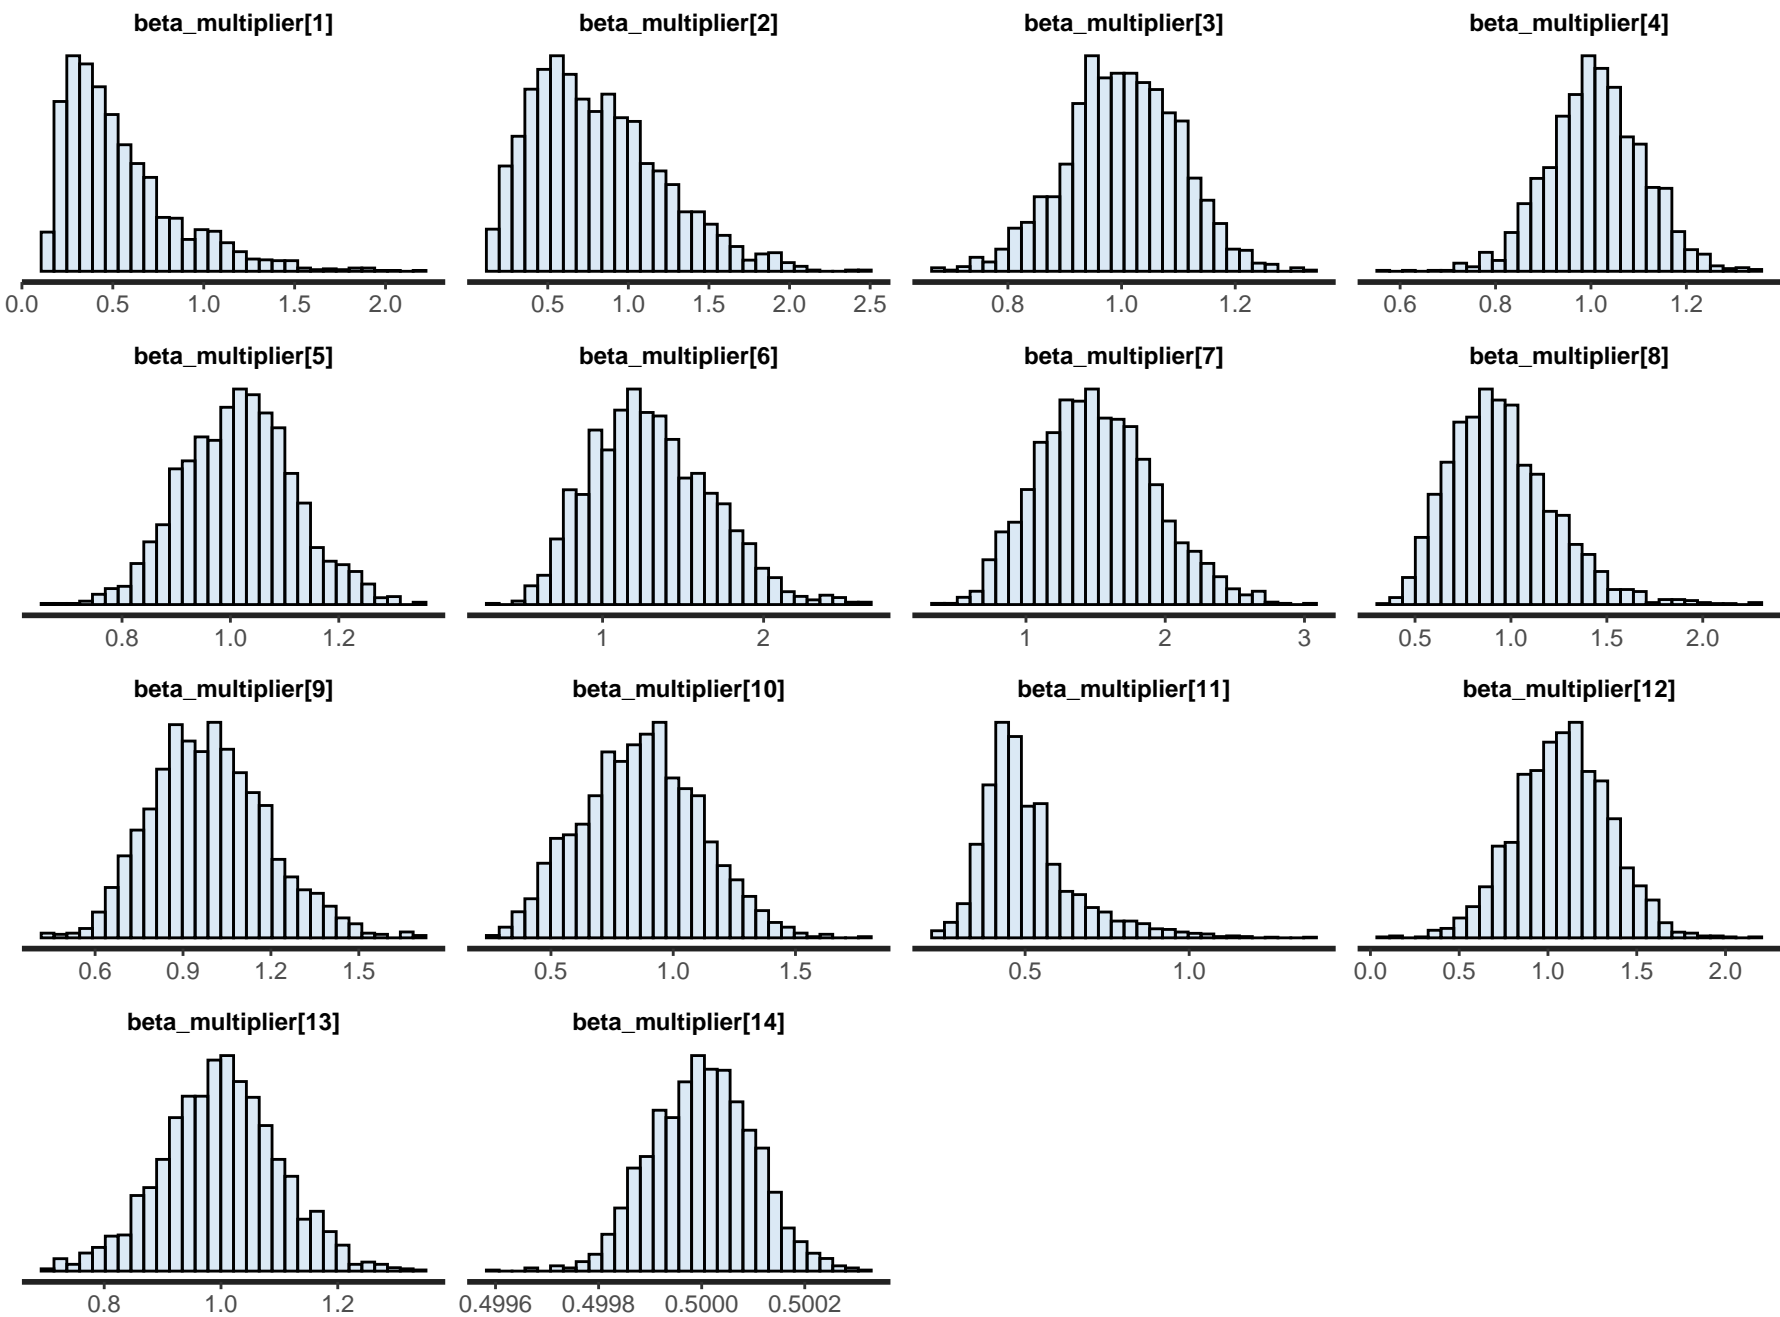 beta_multiplier[1] beta_multiplier[2] beta_multiplier[3] beta_multiplier[4]
0.0 0.5 1.0 1.5 2.0 0.5 1.0 1.5 2.0 2.5 0.8 1.0 1.2 0.6 0.8 1.0 1.2
beta_multiplier[5] beta_multiplier[6] beta_multiplier[7] beta_multiplier[8]
0.8 1.0 1.2 1 2 1 2 3 0.5 1.0 1.5 2.0
beta_multiplier[9] beta_multiplier[10] beta_multiplier[11] beta_multiplier[12]
0.6 0.9 1.2 1.5 0.5 1.0 1.5 0.5 1.0 0.0 0.5 1.0 1.5 2.0
beta_multiplier[13] beta_multiplier[14]
0.8 1.0 1.2 0.4996 0.4998 0.5000 0.5002